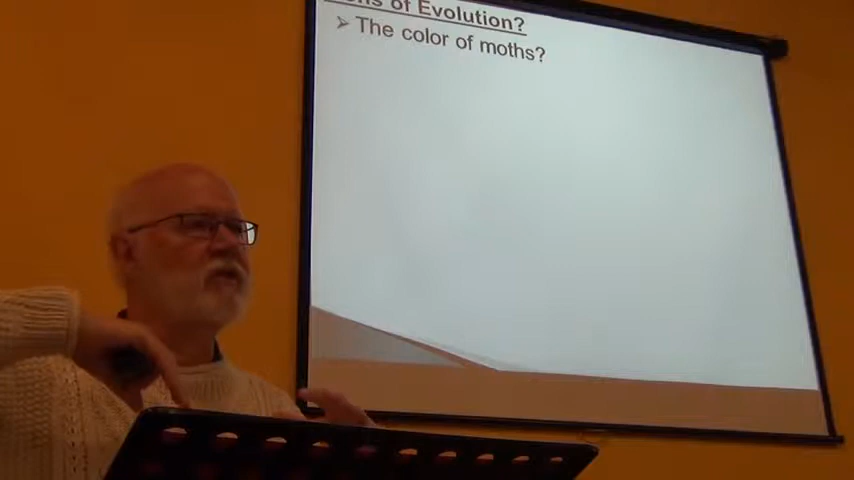 of Evolution?
➢ The color of moths?